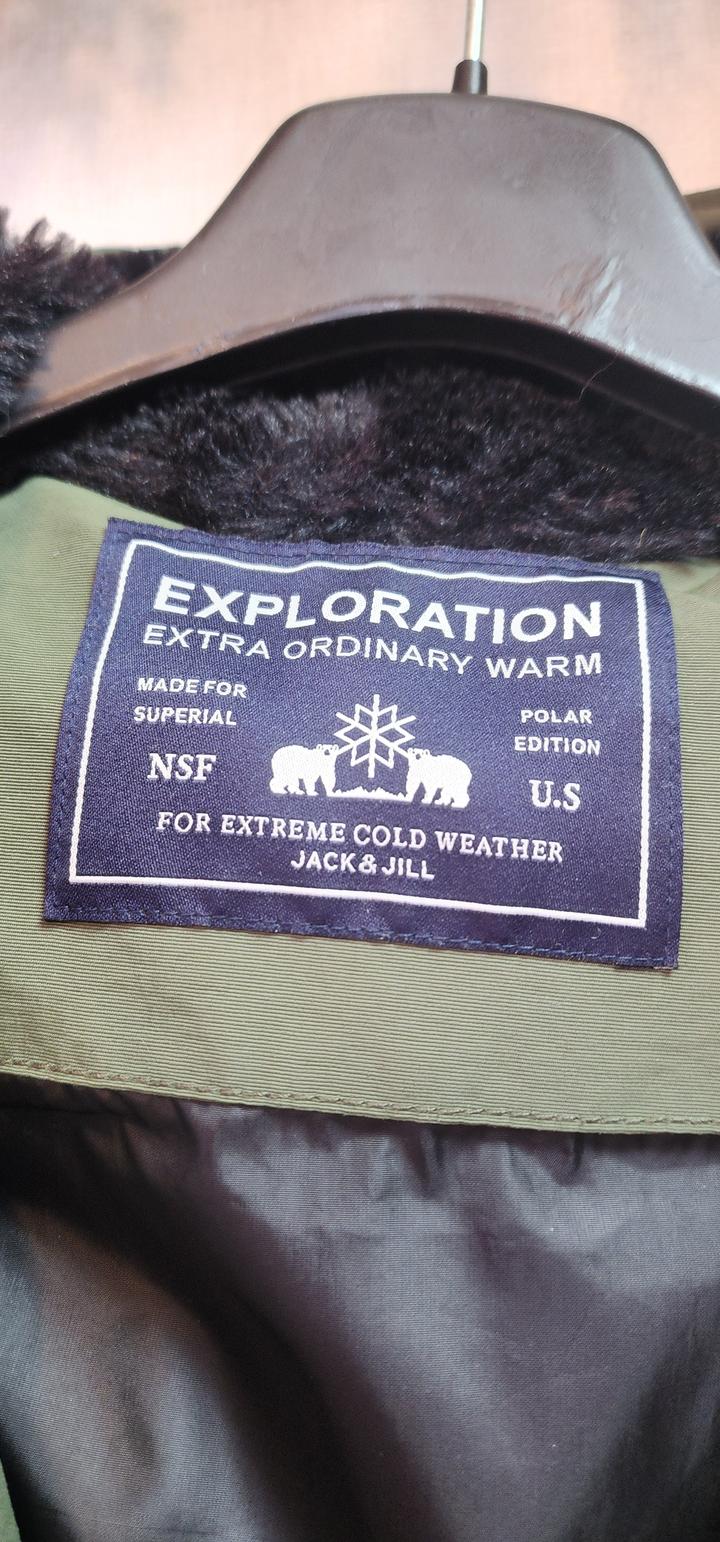 EXPLORATION
EXTRA ORDINARY WARM
MADE FOR
SUPERIAL
NSF
POLAR
EDITION
U.S
FOR EXTREME COLD WEATHER
JACK&JILL